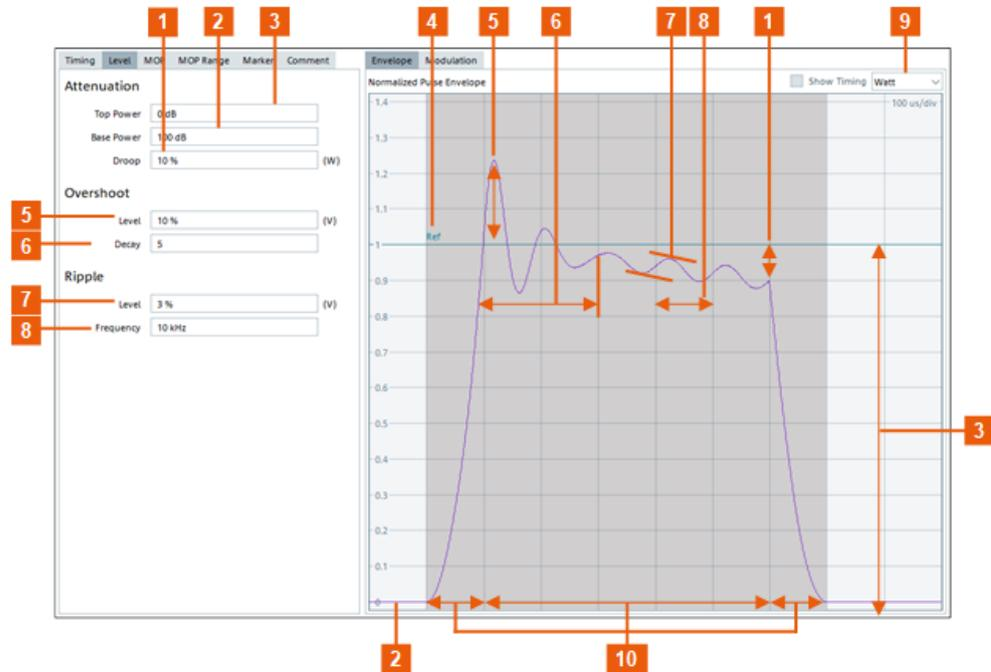 1 2 3 4 5 6 7 8 1 9
Timing Level MOP MOP Range Marker Comment
Attenuation
Top Power 0 dB
Base Power 100 dB
Droop 10 % (W)
Overshoot
5 Level 10 % (V)
6 Decay 5
Ripple
7 Level 3 % (V)
8 Frequency 10 kHz
Envelope Modulation
Normalized Pulse Envelope Show Timing Watt
100 us/div
1.4
1.3
1.2
1.1
Ref
1
0.9
0.8
0.7
0.6
0.5
0.4
0.3
0.2
0.1
0
3
2 10